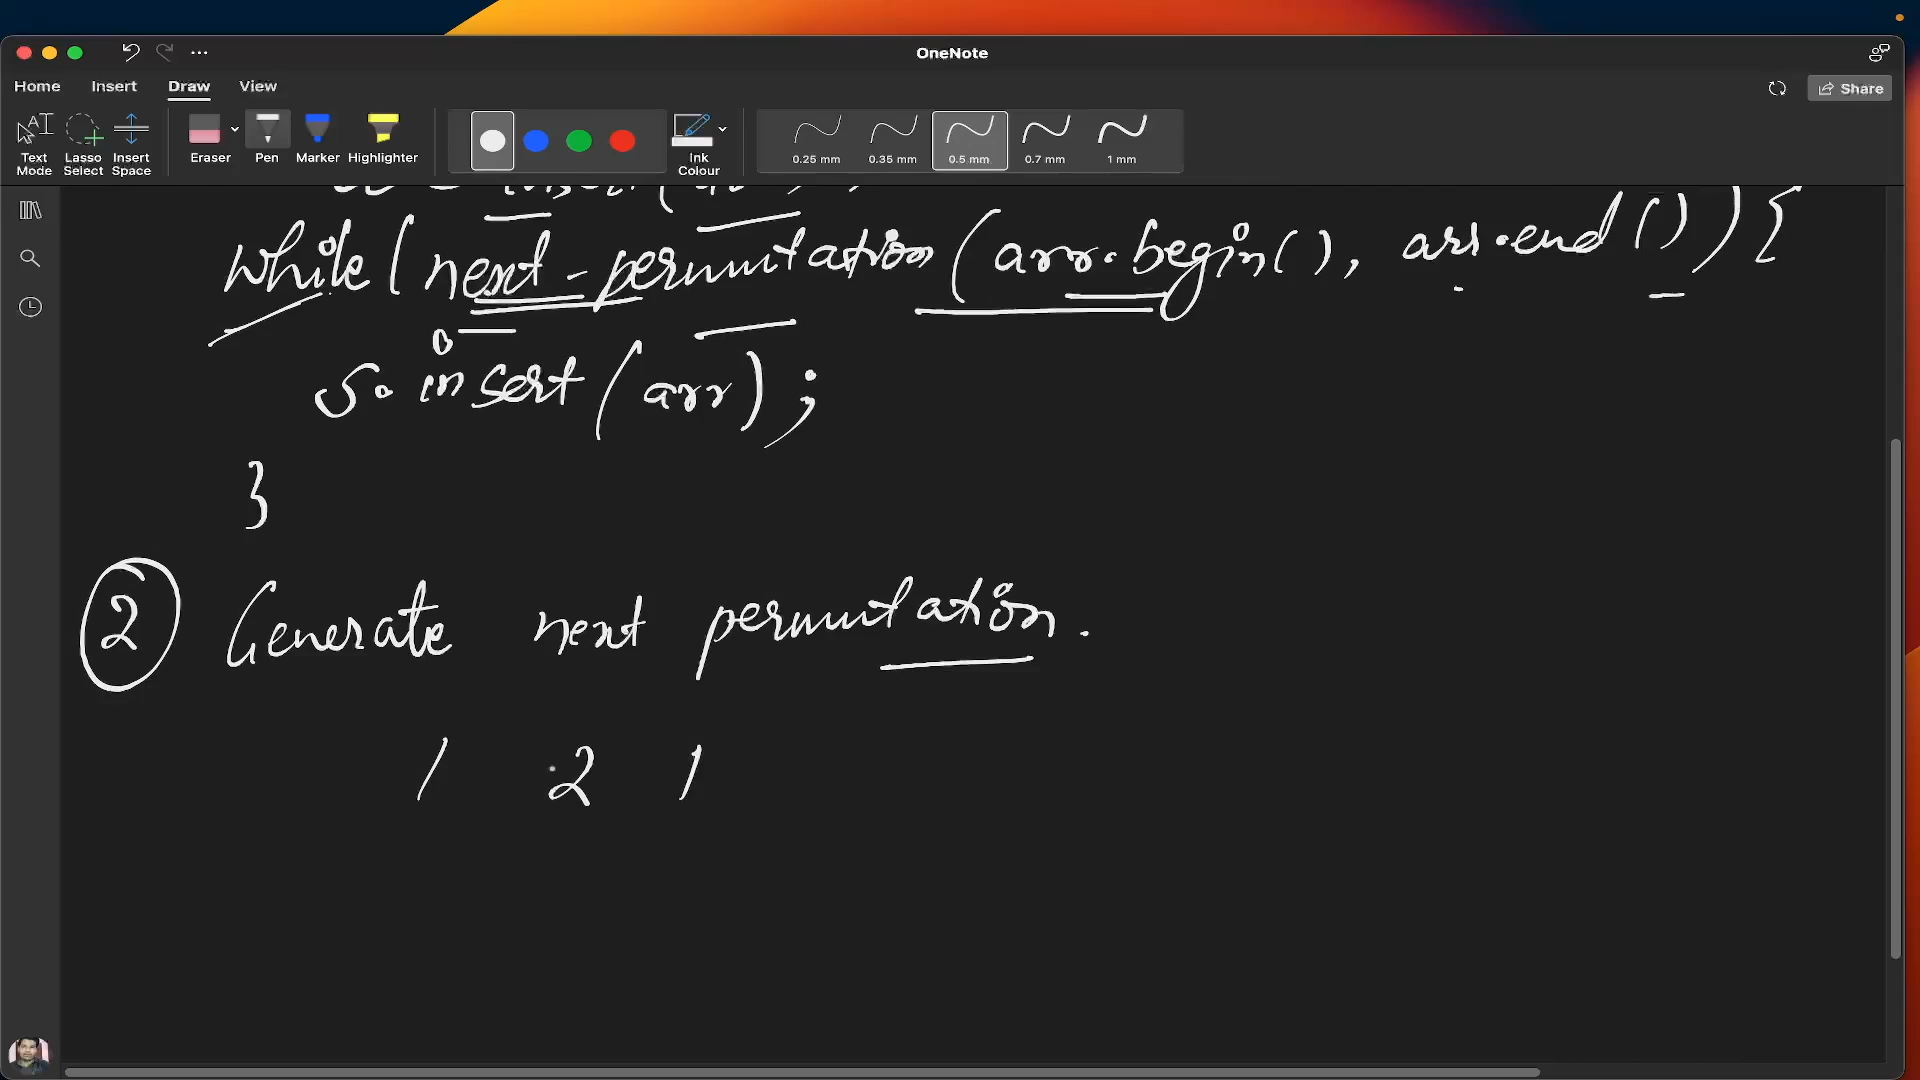 OneNote
Home Insert Draw View
Share
Text Mode
Lasso Select
Insert Space
Eraser
Pen
Marker
Highlighter
Ink Colour
0.25 mm
0.35 mm
0.5 mm
0.7 mm
1 mm
while(next-permutation(arr.begin(), arr.end()){
s.insert(arr);
}
2 Generate next permutation.
1 2 1